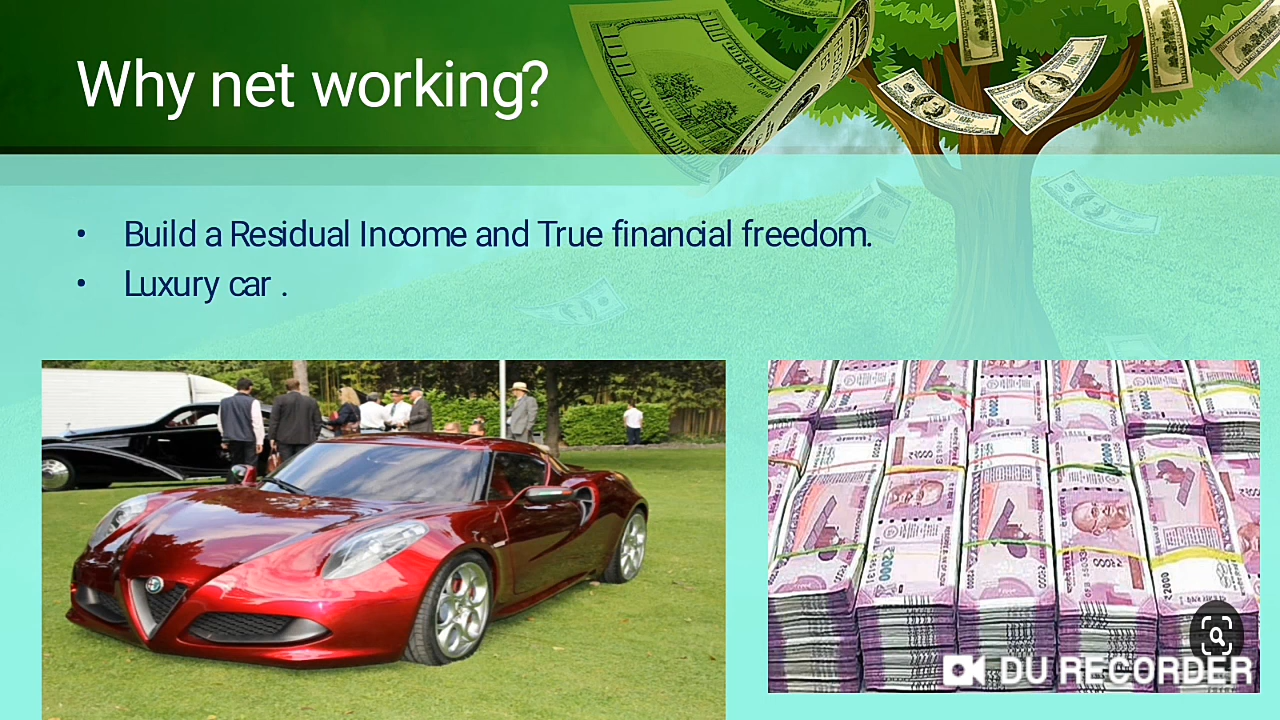 Why net working?
• Build a Residual Income and True financial freedom.
• Luxury car .
DU RECORDER